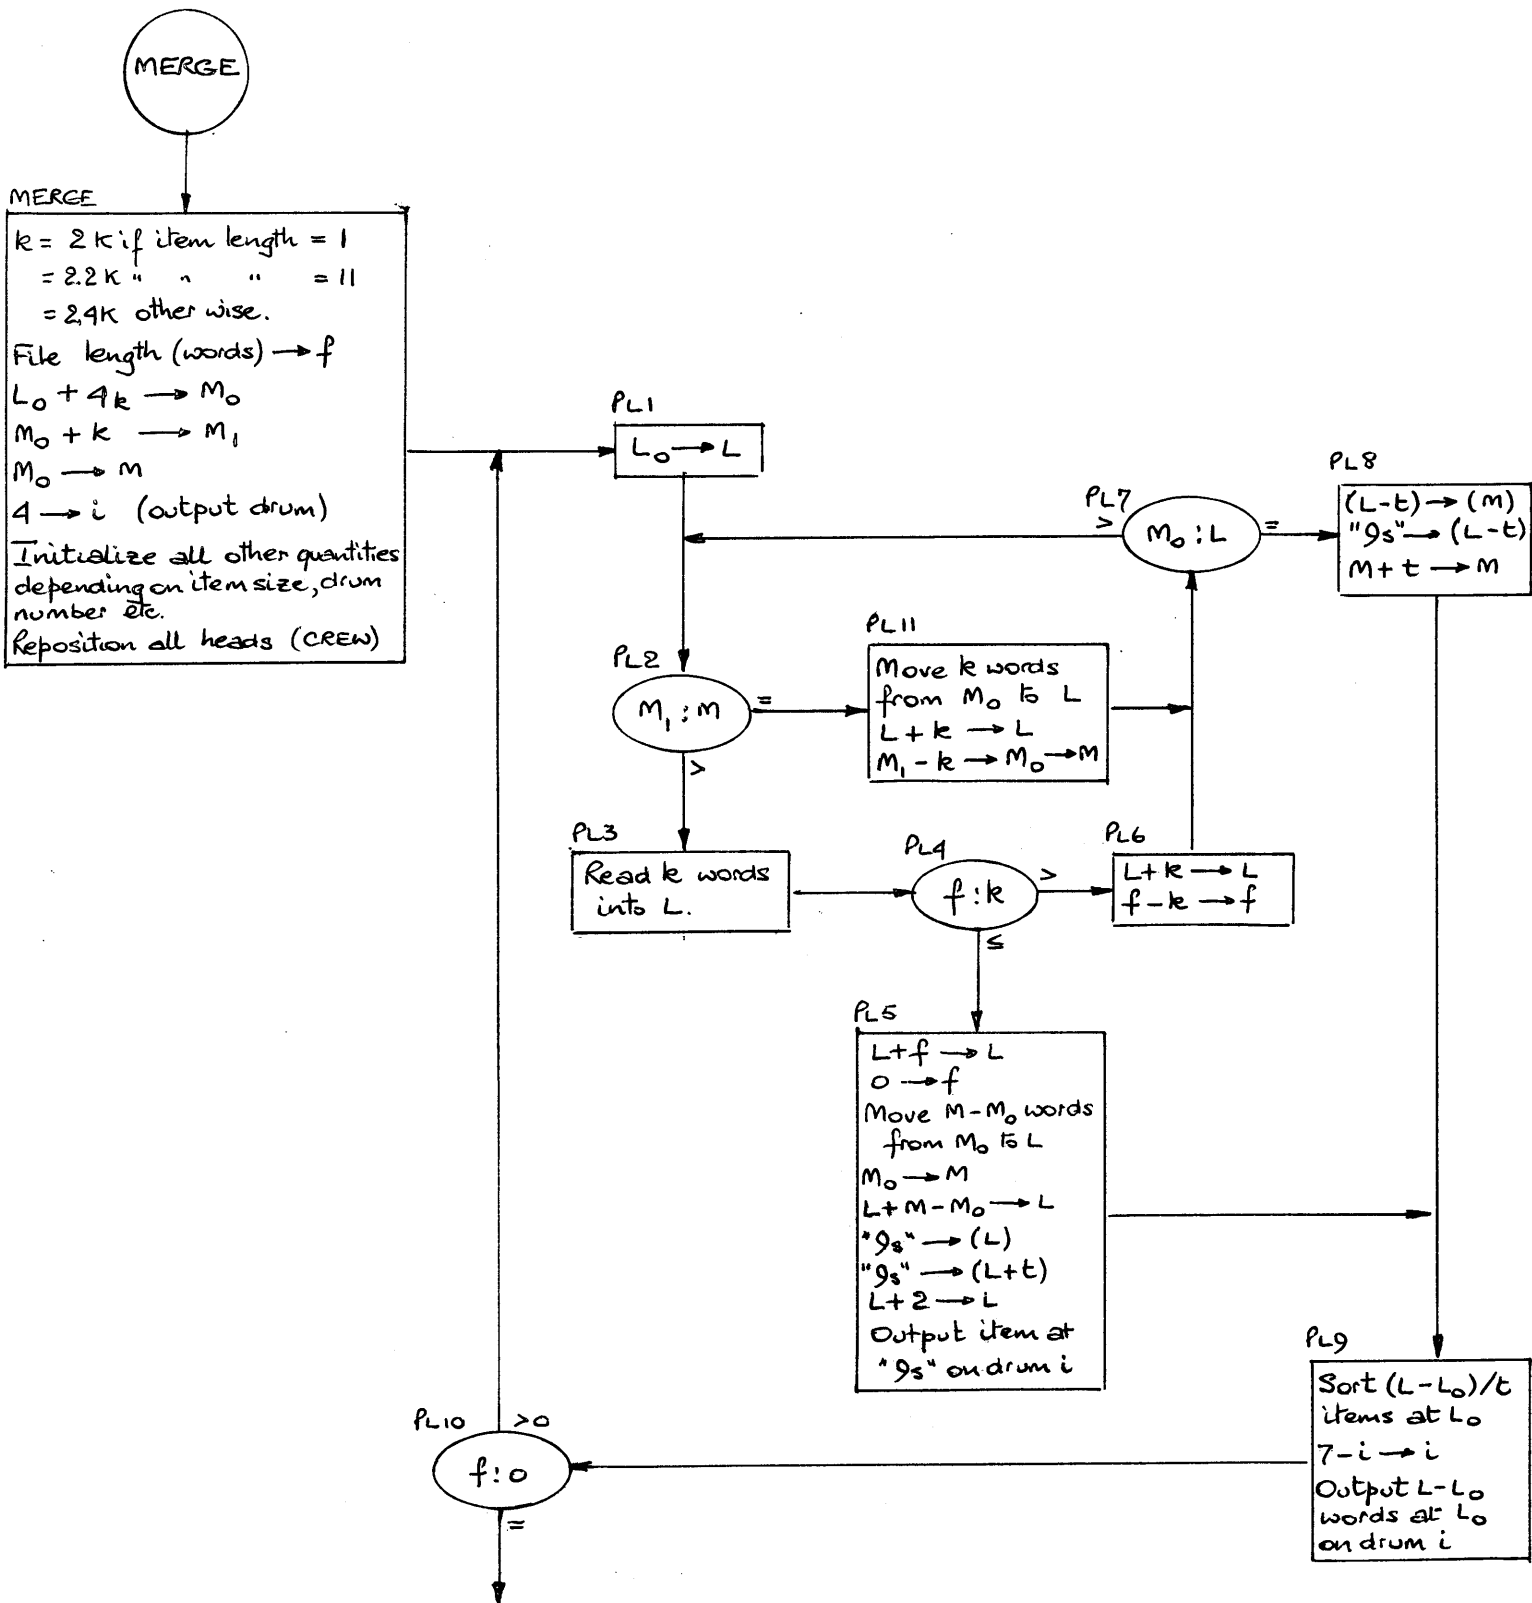 MERGE
MERGE
k = 2K if item length = 1
= 2.2K " " " = 11
= 2.4K other wise.
File length (words) → f
L₀ + 4k → M₀
M₀ + k → M₁
M₀ → M
4 → i (output drum)
Initialize all other quantities
depending on item size, drum
number etc.
Reposition all heads (CREW)
PL1
L₀ → L
PL2
M₁ : M
=
>
PL11
Move k words
from M₀ to L
L + k → L
M₁ - k → M₀ → M
PL7
>
M₀ : L
=
PL8
(L-t) → (M)
"9s" → (L-t)
M + t → M
PL3
Read k words
into L.
PL4
f : k
>
≤
PL6
L+k → L
f-k → f
PL5
L+f → L
0 → f
Move M-M₀ words
from M₀ to L
M₀ → M
L+M-M₀ → L
"9s" → (L)
"9s" → (L+t)
L+2 → L
Output item at
"9s" on drum i
PL9
Sort (L-L₀)/t
items at L₀
7-i → i
Output L-L₀
words at L₀
on drum i
PL10
>0
f : 0
=